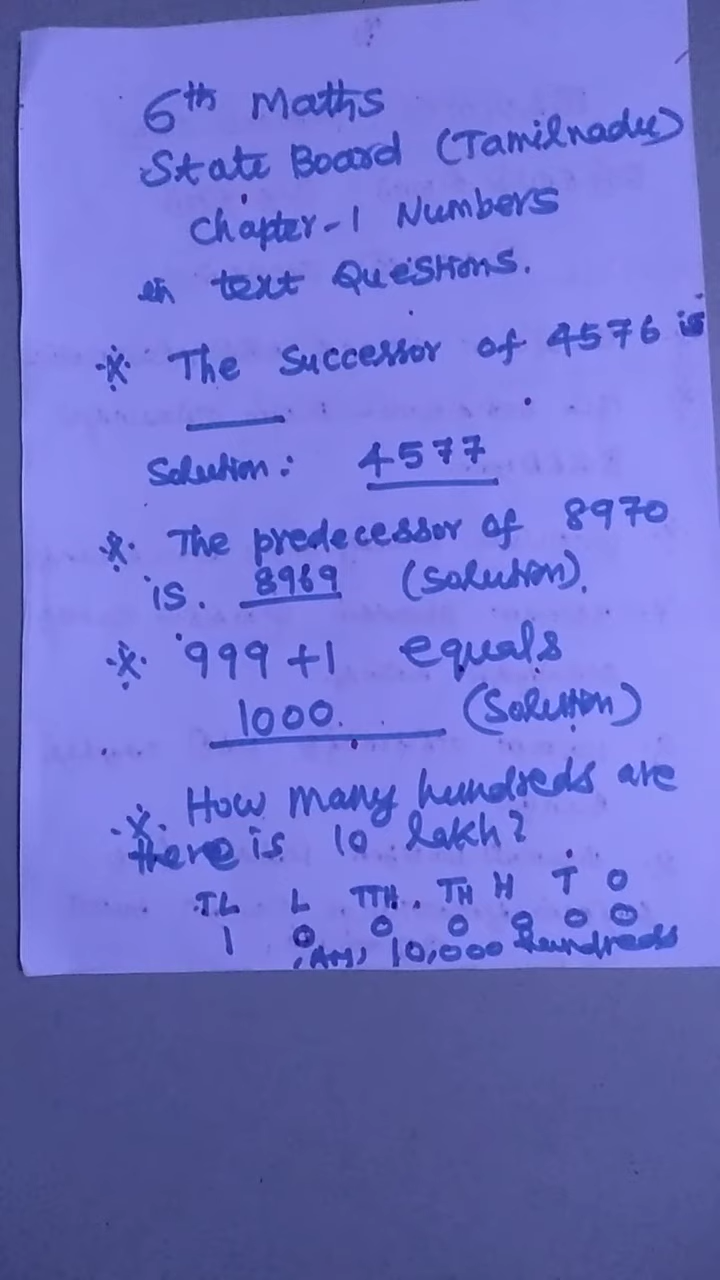 6th Maths
State Board (Tamilnadu)
Chapter-1 Numbers
in text Questions.
* The Successor of 4576 is
Solution: 4577
* The predecessor of 8970
is. 8969 (Solution).
* 999 +1 equals
1000. (Solution)
* How many hundreds are
there is 10 lakh?
TL L TTH. TH H T O
1 0 0 0 0 0 0
Ans, 10,000 hundreds